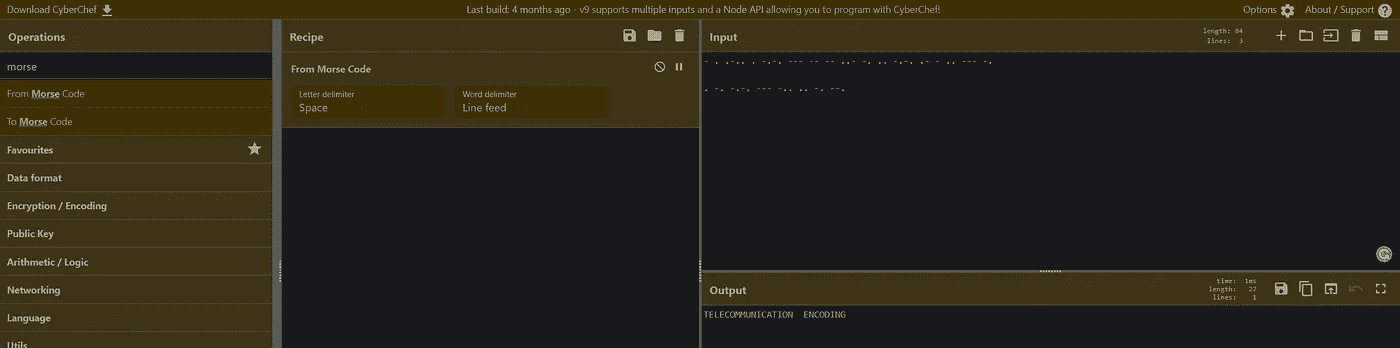 Download CyberChef
Last build: 4 months ago - v9 supports multiple inputs and a Node API allowing you to program with CyberChef!
Options
About / Support
Operations
morse
From Morse Code
To Morse Code
Favourites
Data format
Encryption / Encoding
Public Key
Arithmetic / Logic
Networking
Language
Utils
Recipe
From Morse Code
Letter delimiter
Space
Word delimiter
Line feed
Input
length: 84
lines: 3
- . .-.. . -.-. --- -- -- ..- -. .. -.-. .- - .. --- -.
. -. -.-. --- -.. .. -. --.
Output
time: 1ms
length: 27
lines: 1
TELECOMMUNICATION ENCODING